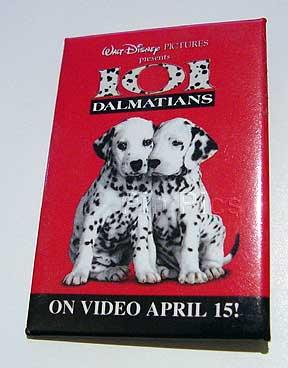 WALT DISNEY PICTURES
presents
101
DALMATIANS
ON VIDEO APRIL 15!